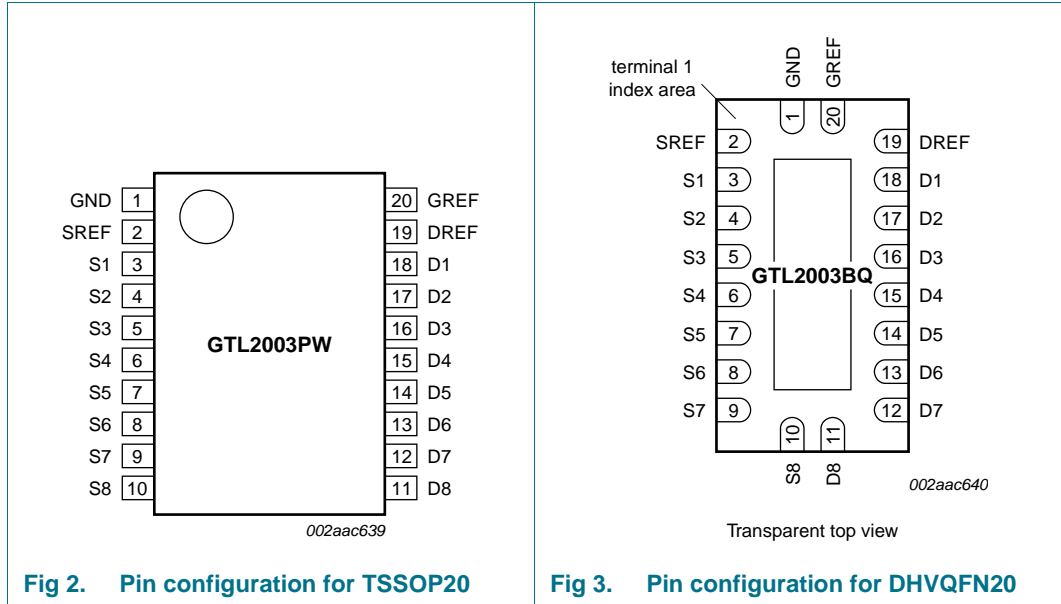 GND 1
SREF 2
S1 3
S2 4
S3 5
S4 6
S5 7
S6 8
S7 9
S8 10
GTL2003PW
20 GREF
19 DREF
18 D1
17 D2
16 D3
15 D4
14 D5
13 D6
12 D7
11 D8
002aac639
Fig 2. Pin configuration for TSSOP20
terminal 1
index area
GND
GREF
1
20
SREF 2
S1 3
S2 4
S3 5
S4 6
S5 7
S6 8
S7 9
GTL2003BQ
19 DREF
18 D1
17 D2
16 D3
15 D4
14 D5
13 D6
12 D7
10
11
S8
D8
002aac640
Transparent top view
Fig 3. Pin configuration for DHVQFN20